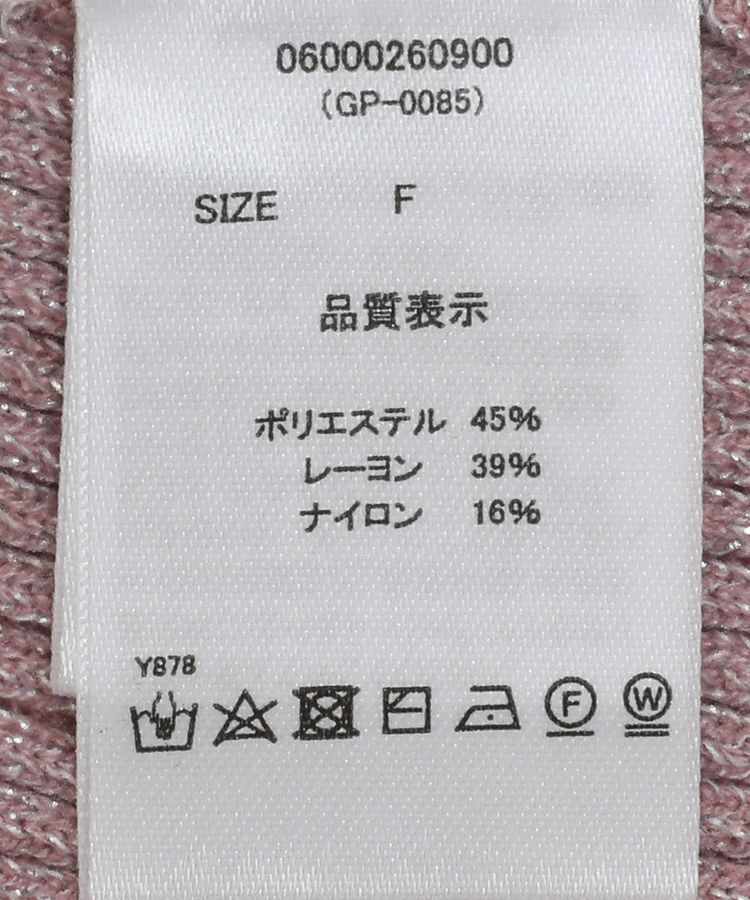 06000260900
(GP-0085)
SIZE F
品質表示
ポリエステル 45%
レーヨン 39%
ナイロン 16%
Y878
F W